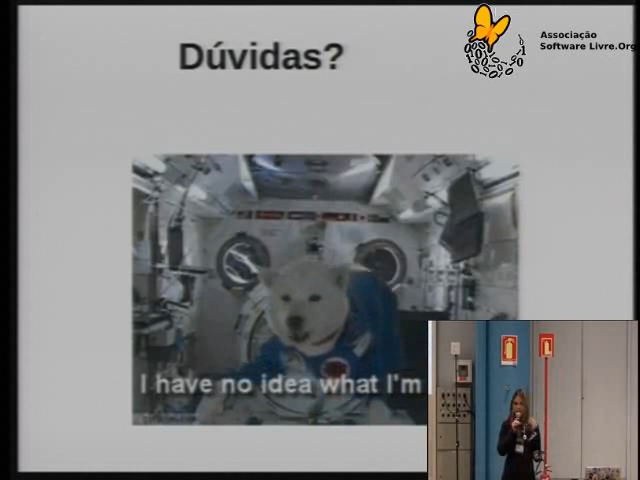 Dúvidas?
Associação
Software Livre.Org
I have no idea what I'm